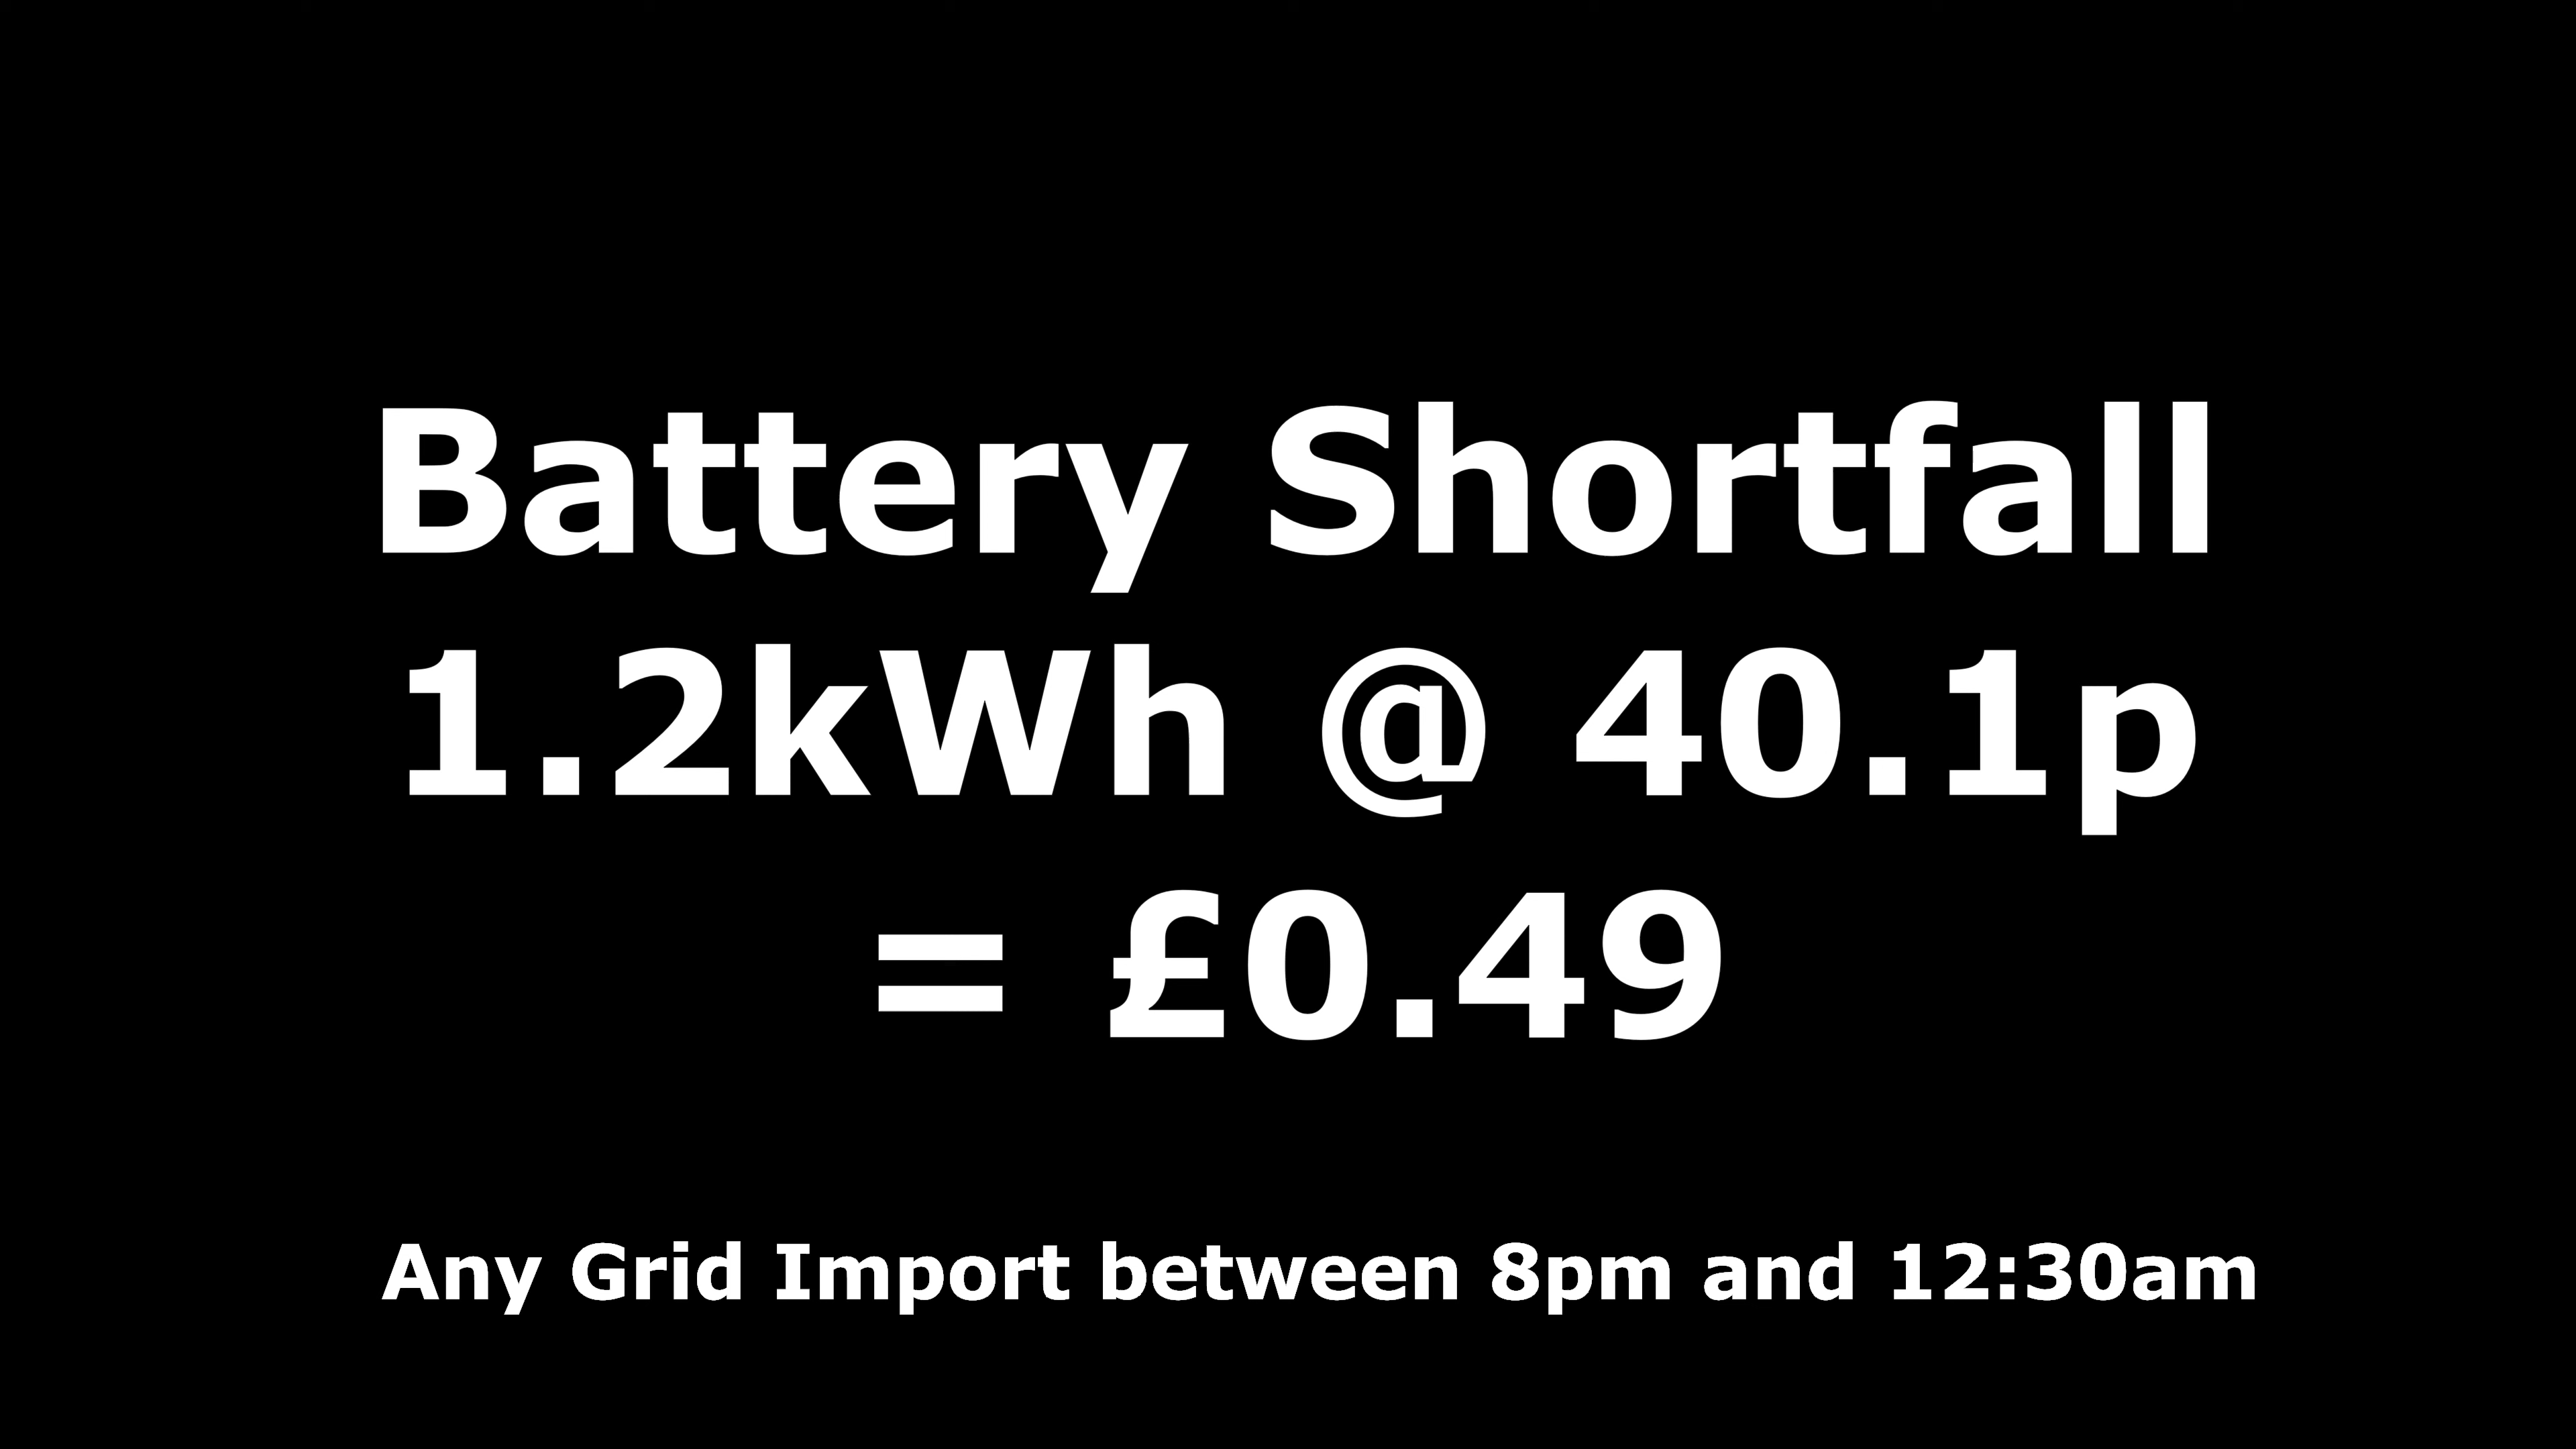 Battery Shortfall
1.2kWh @ 40.1p
= £0.49
Any Grid Import between 8pm and 12:30am